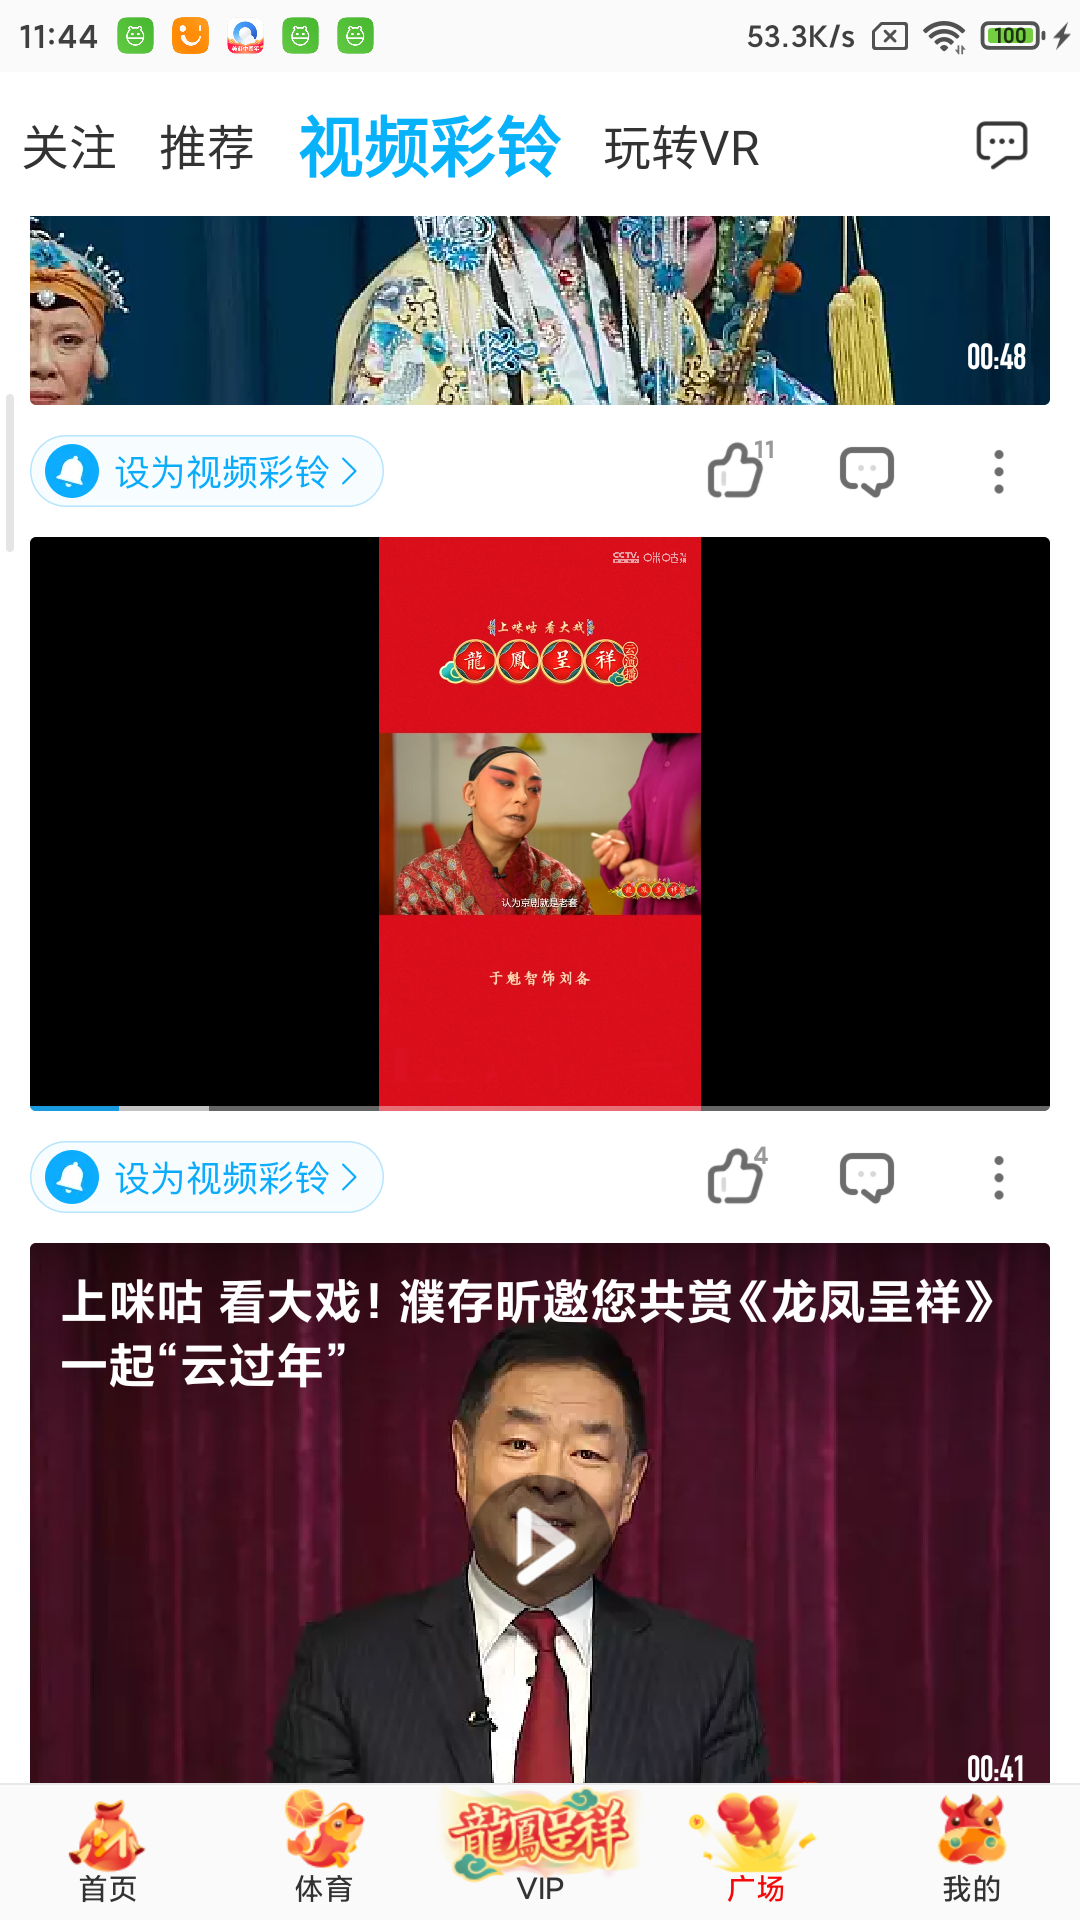 11:44
53.3K/s
100
关注 推荐 视频彩铃 玩转VR
00:48
设为视频彩铃
11
CCTV.
上咪咕 看大戏
龍鳳呈祥
认为京剧就是老套
于魁智饰刘备
设为视频彩铃
4
上咪咕 看大戏！濮存昕邀您共赏《龙凤呈祥》
一起“云过年”
00:41
龍鳳呈祥
首页 体育 VIP 广场 我的